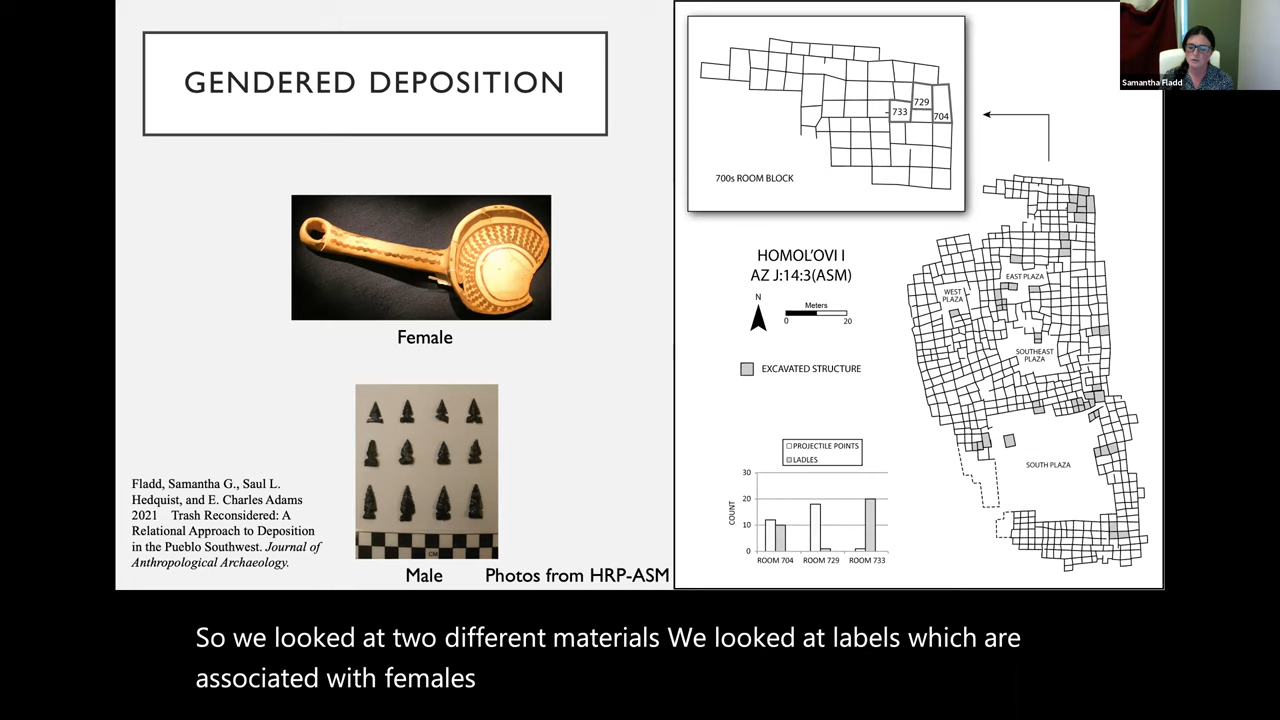 GENDERED DEPOSITION
Female
Male
Photos from HRP-ASM
Fladd, Samantha G., Saul L.
Hedquist, and E. Charles Adams
2021 Trash Reconsidered: A
Relational Approach to Deposition
in the Pueblo Southwest. Journal of
Anthropological Archaeology.
CM
729
733
704
700s ROOM BLOCK
HOMOL'OVI I
AZ J:14:3(ASM)
N
Meters
0 20
EXCAVATED STRUCTURE
WEST
PLAZA
EAST PLAZA
SOUTHEAST
PLAZA
SOUTH PLAZA
PROJECTILE POINTS
LADLES
COUNT
30
20
10
0
ROOM 704 ROOM 729 ROOM 733
Samantha Fladd
So we looked at two different materials We looked at labels which are
associated with females